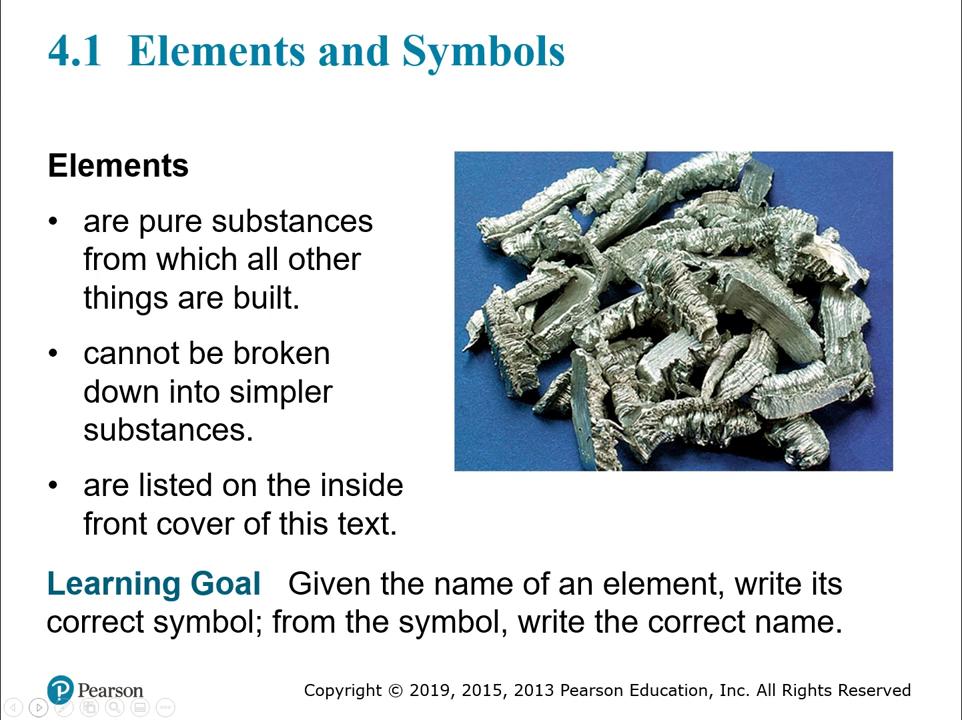 4.1 Elements and Symbols
Elements
• are pure substances
from which all other
things are built.
• cannot be broken
down into simpler
substances.
• are listed on the inside
front cover of this text.
Learning Goal Given the name of an element, write its
correct symbol; from the symbol, write the correct name.
Pearson
Copyright © 2019, 2015, 2013 Pearson Education, Inc. All Rights Reserved